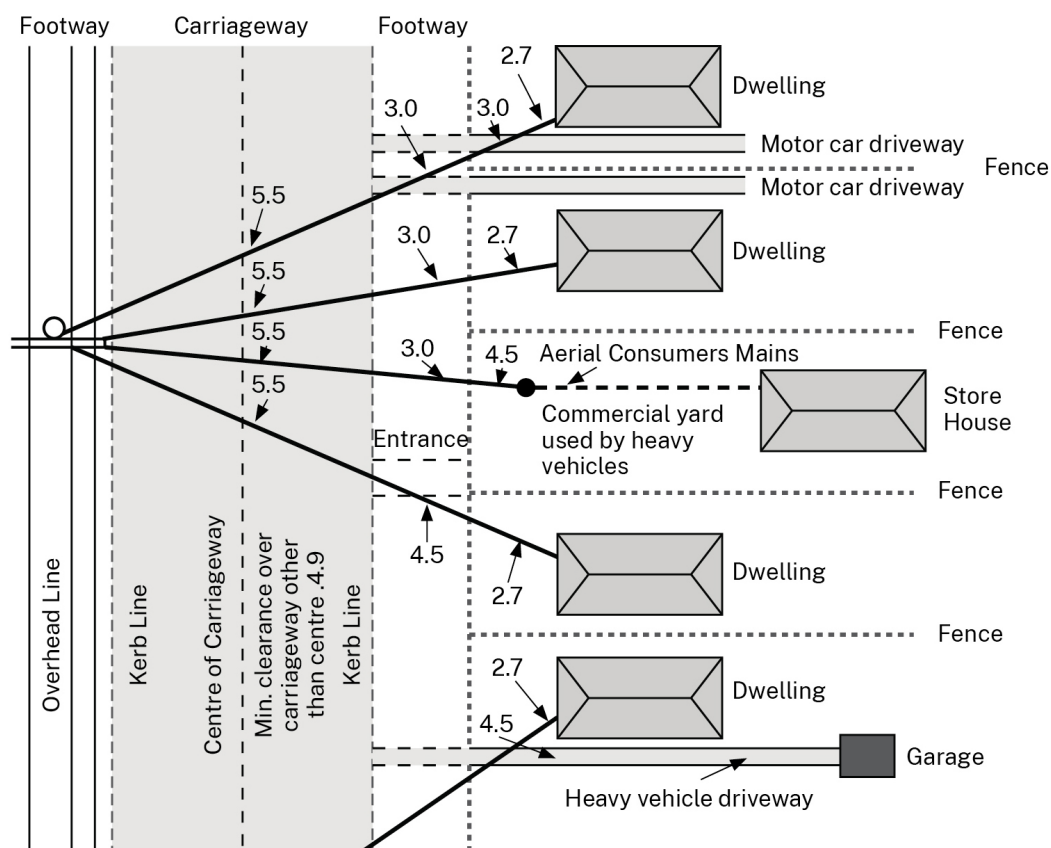 Footway
Carriageway
Footway
2.7
Dwelling
3.0
3.0
Motor car driveway
Fence
Motor car driveway
5.5
3.0
2.7
Dwelling
5.5
5.5
Fence
3.0
4.5
Aerial Consumers Mains
5.5
Store
House
Commercial yard
used by heavy
vehicles
Entrance
Fence
4.5
2.7
Dwelling
Overhead Line
Kerb Line
Centre of Carriageway
Min. clearance over
carriageway other
than centre .4.9
Kerb Line
Fence
2.7
Dwelling
4.5
Garage
Heavy vehicle driveway